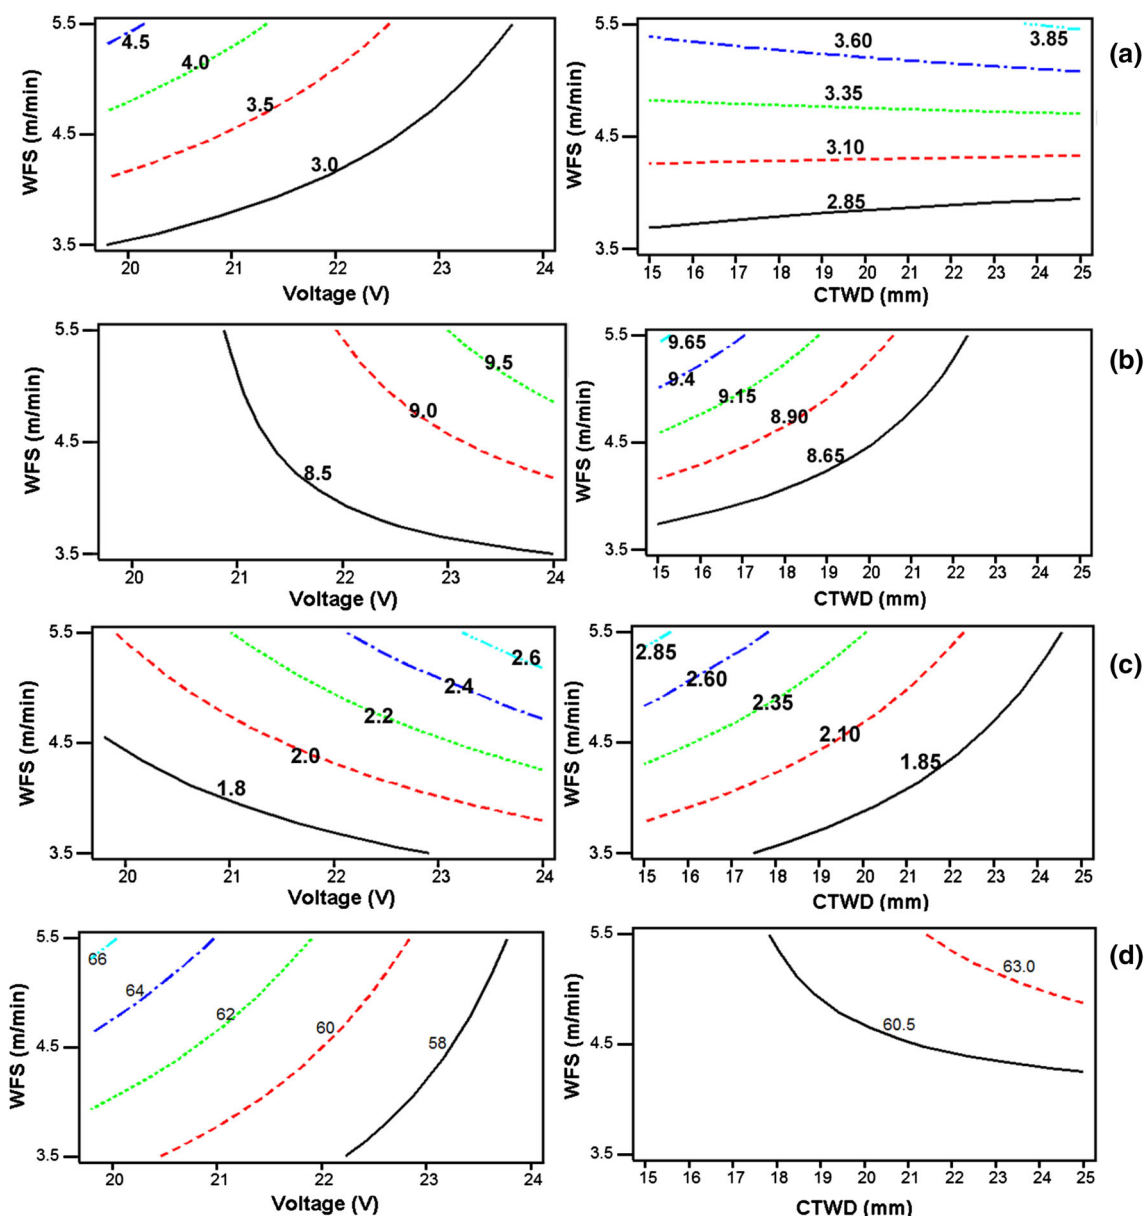 5.5
4.5
3.5
WFS (m/min)
4.5
4.0
3.5
3.0
20 21 22 23 24
Voltage (V)
5.5
4.5
3.5
WFS (m/min)
3.85
3.60
3.35
3.10
2.85
15 16 17 18 19 20 21 22 23 24 25
CTWD (mm)
(a)
5.5
4.5
3.5
WFS (m/min)
9.5
9.0
8.5
20 21 22 23 24
Voltage (V)
5.5
4.5
3.5
WFS (m/min)
9.65
9.4
9.15
8.90
8.65
15 16 17 18 19 20 21 22 23 24 25
CTWD (mm)
(b)
5.5
4.5
3.5
WFS (m/min)
2.6
2.4
2.2
2.0
1.8
20 21 22 23 24
Voltage (V)
5.5
4.5
3.5
WFS (m/min)
2.85
2.60
2.35
2.10
1.85
15 16 17 18 19 20 21 22 23 24 25
CTWD (mm)
(c)
5.5
4.5
3.5
WFS (m/min)
66
64
62
60
58
20 21 22 23 24
Voltage (V)
5.5
4.5
3.5
WFS (m/min)
63.0
60.5
15 16 17 18 19 20 21 22 23 24 25
CTWD (mm)
(d)